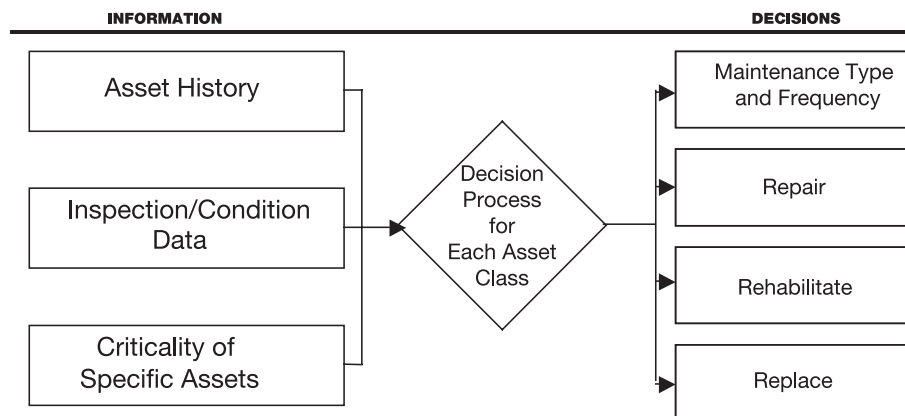 INFORMATION
DECISIONS
Asset History
Inspection/Condition
Data
Criticality of
Specific Assets
Decision
Process
for
Each Asset
Class
Maintenance Type
and Frequency
Repair
Rehabilitate
Replace